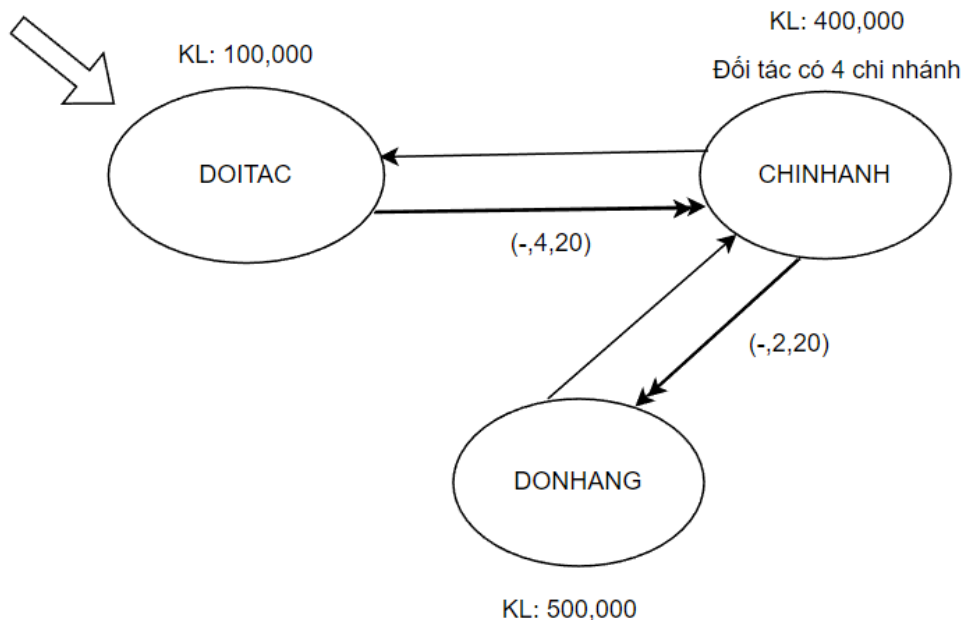 KL: 400,000
KL: 100,000
Đối tác có 4 chi nhánh
DOITAC
CHINHANH
(-,4,20)
(-,2,20)
DONHANG
KL: 500,000